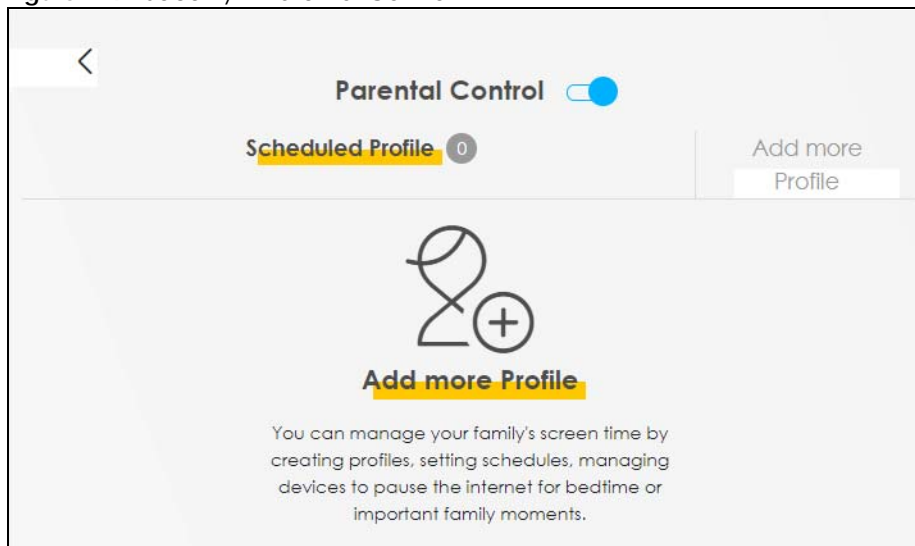 Parental Control
Scheduled Profile 0
Add more
Profile
Add more Profile
You can manage your family's screen time by
creating profiles, setting schedules, managing
devices to pause the internet for bedtime or
important family moments.